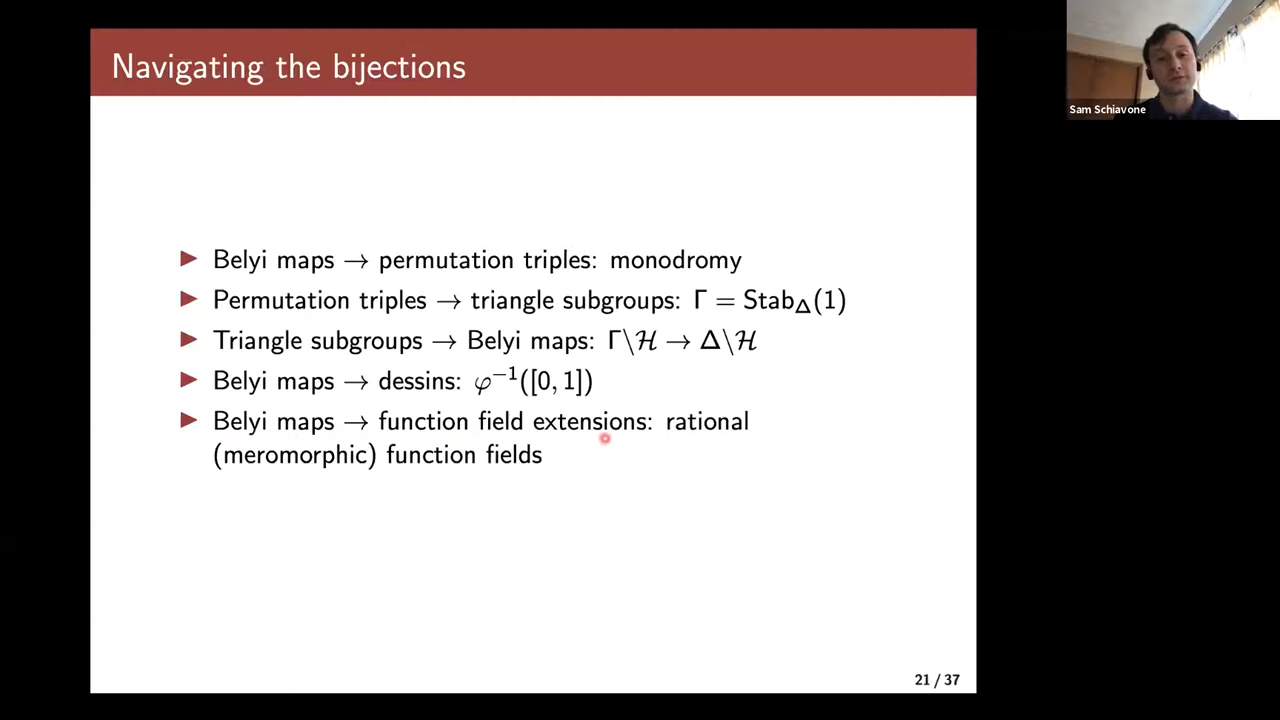 Navigating the bijections
Sam Schiavone
▶ Belyi maps → permutation triples: monodromy
▶ Permutation triples → triangle subgroups: Γ = Stab_Δ(1)
▶ Triangle subgroups → Belyi maps: Γ\ℋ → Δ\ℋ
▶ Belyi maps → dessins: φ⁻¹([0, 1])
▶ Belyi maps → function field extensions: rational
(meromorphic) function fields
21 / 37